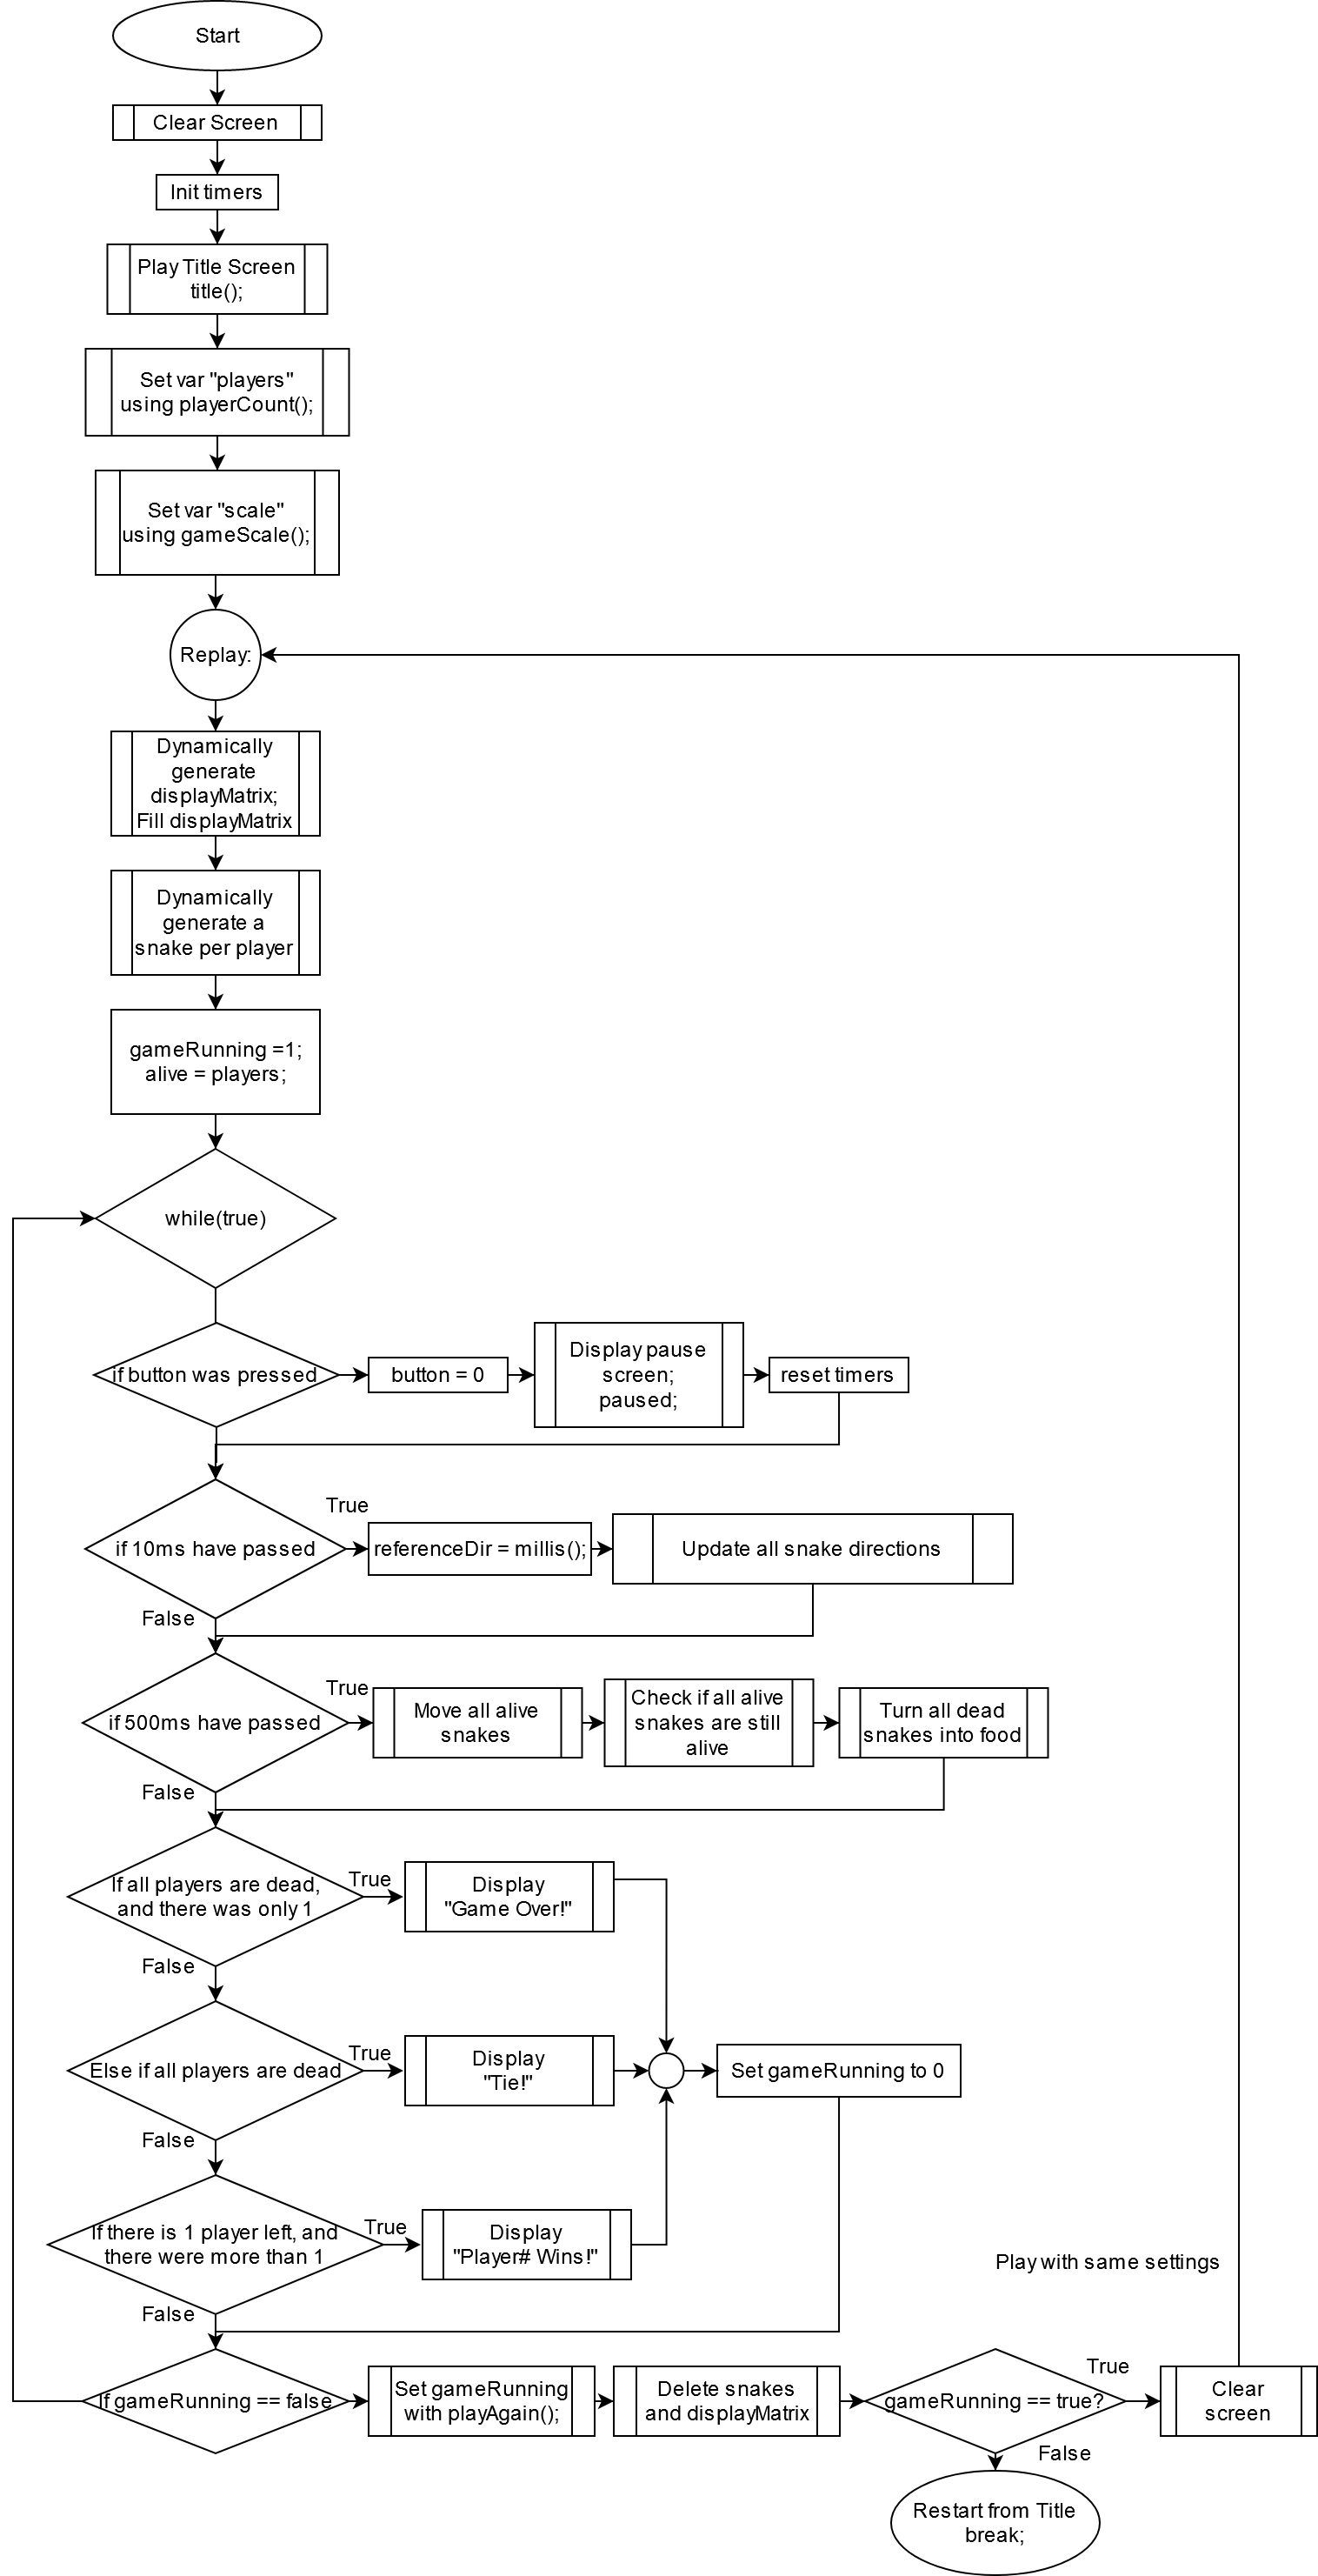 Start
Clear Screen
Init timers
Play Title Screen
title();
Set var "players"
using playerCount();
Set var "scale"
using gameScale();
Replay:
Dynamically
generate
displayMatrix;
Fill displayMatrix
Dynamically
generate a
snake per player
gameRunning =1;
alive = players;
while(true)
if button was pressed
button = 0
Display pause
screen;
paused;
reset timers
if 10ms have passed
True
referenceDir = millis();
Update all snake directions
False
if 500ms have passed
True
Move all alive
snakes
Check if all alive
snakes are still
alive
Turn all dead
snakes into food
False
If all players are dead,
and there was only 1
True
Display
"Game Over!"
False
Else if all players are dead
True
Display
"Tie!"
Set gameRunning to 0
False
If there is 1 player left, and
there were more than 1
True
Display
"Player# Wins!"
False
Play with same settings
If gameRunning == false
Set gameRunning
with playAgain();
Delete snakes
and displayMatrix
gameRunning == true?
True
Clear
screen
False
Restart from Title
break;